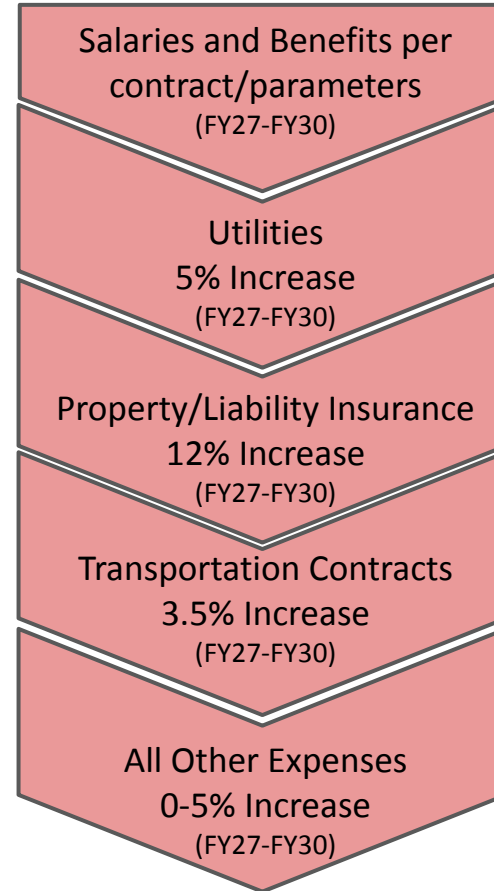 Salaries and Benefits per
contract/parameters
(FY27-FY30)
Utilities
5% Increase
(FY27-FY30)
Property/Liability Insurance
12% Increase
(FY27-FY30)
Transportation Contracts
3.5% Increase
(FY27-FY30)
All Other Expenses
0-5% Increase
(FY27-FY30)